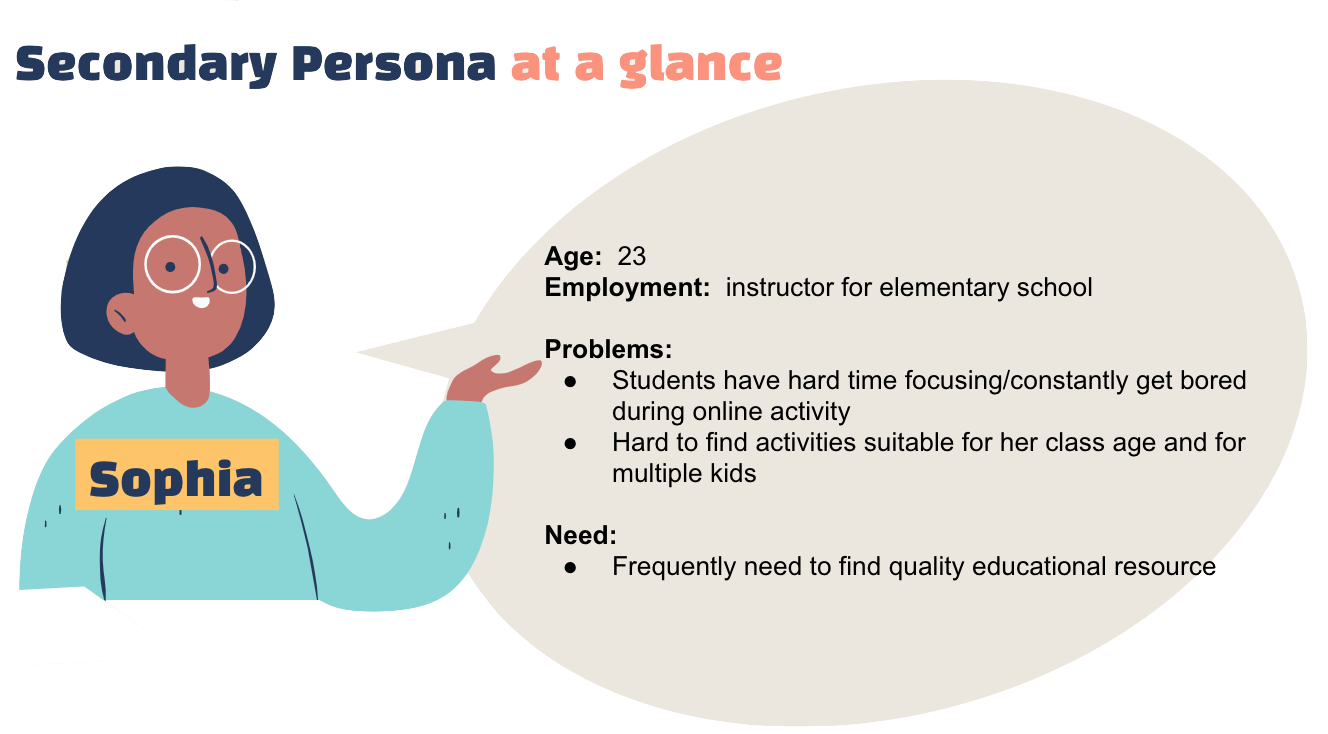 Secondary Persona at a glance
Age: 23
Employment: instructor for elementary school
Problems:
● Students have hard time focusing/constantly get bored
during online activity
● Hard to find activities suitable for her class age and for
multiple kids
Need:
● Frequently need to find quality educational resource
Sophia